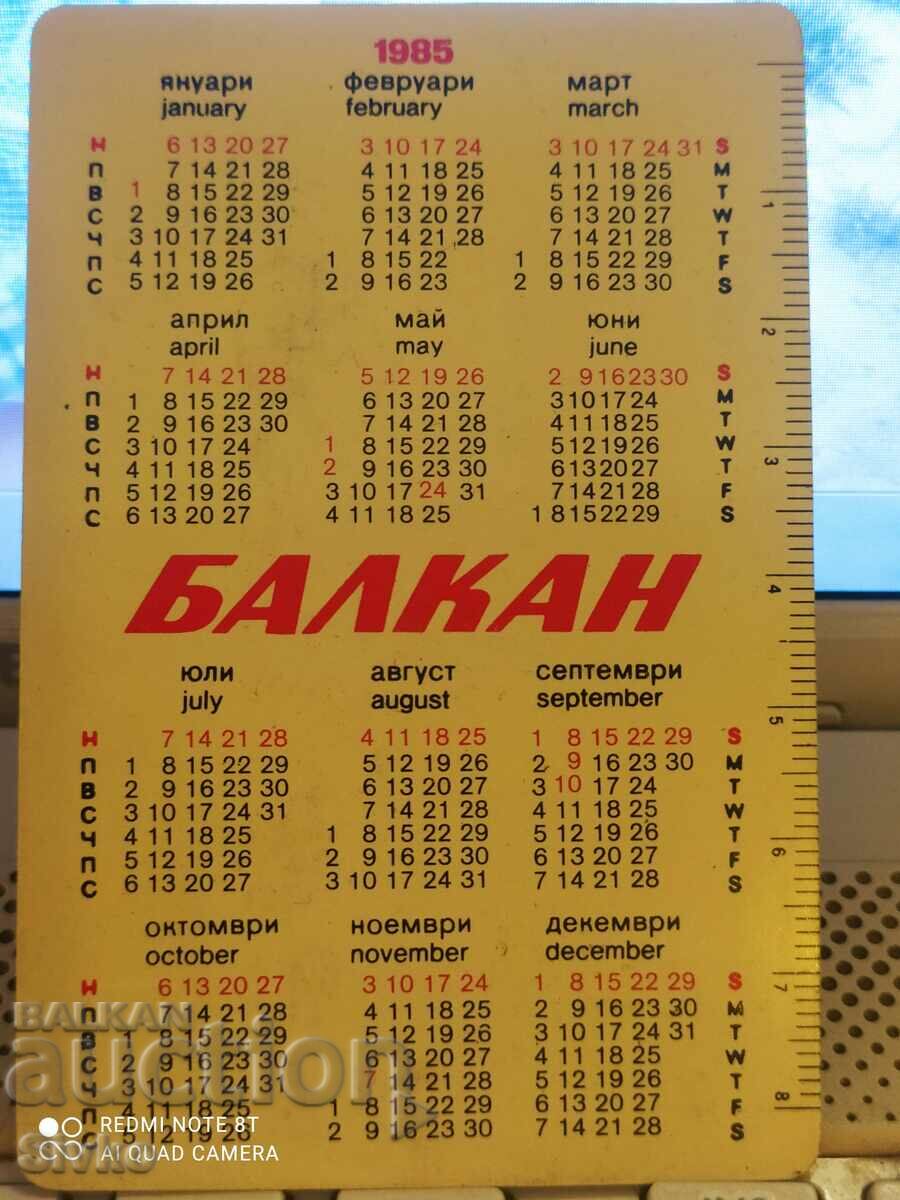 1985
януари февруари март
january february march
Н 6 13 20 27 3 10 17 24 3 10 17 24 31 S
П 7 14 21 28 4 11 18 25 4 11 18 25 M
В 1 8 15 22 29 5 12 19 26 5 12 19 26 T
С 2 9 16 23 30 6 13 20 27 6 13 20 27 W
Ч 3 10 17 24 31 7 14 21 28 7 14 21 28 T
П 4 11 18 25 1 8 15 22 1 8 15 22 29 F
С 5 12 19 26 2 9 16 23 2 9 16 23 30 S
април май юни
april may june
Н 7 14 21 28 5 12 19 26 2 9 16 23 30 S
П 1 8 15 22 29 6 13 20 27 3 10 17 24 M
В 2 9 16 23 30 7 14 21 28 4 11 18 25 T
С 3 10 17 24 1 8 15 22 29 5 12 19 26 W
Ч 4 11 18 25 2 9 16 23 30 6 13 20 27 T
П 5 12 19 26 3 10 17 24 31 7 14 21 28 F
С 6 13 20 27 4 11 18 25 1 8 15 22 29 S
БАЛКАН
юли август септември
july august september
Н 7 14 21 28 4 11 18 25 1 8 15 22 29 S
П 1 8 15 22 29 5 12 19 26 2 9 16 23 30 M
В 2 9 16 23 30 6 13 20 27 3 10 17 24 T
С 3 10 17 24 31 7 14 21 28 4 11 18 25 W
Ч 4 11 18 25 1 8 15 22 29 5 12 19 26 T
П 5 12 19 26 2 9 16 23 30 6 13 20 27 F
С 6 13 20 27 3 10 17 24 31 7 14 21 28 S
октомври ноември декември
october november december
Н 6 13 20 27 3 10 17 24 1 8 15 22 29 S
П 7 14 21 28 4 11 18 25 2 9 16 23 30 M
В 1 8 15 22 29 5 12 19 26 3 10 17 24 31 T
С 2 9 16 23 30 6 13 20 27 4 11 18 25 W
Ч 3 10 17 24 31 7 14 21 28 5 12 19 26 T
П 4 11 18 25 1 8 15 22 29 6 13 20 27 F
С 5 12 19 26 2 9 16 23 30 7 14 21 28 S
1
2
3
4
5
6
7
8
BALKAN
auction
REDMI NOTE 8T
AI QUAD CAMERA
Sivko